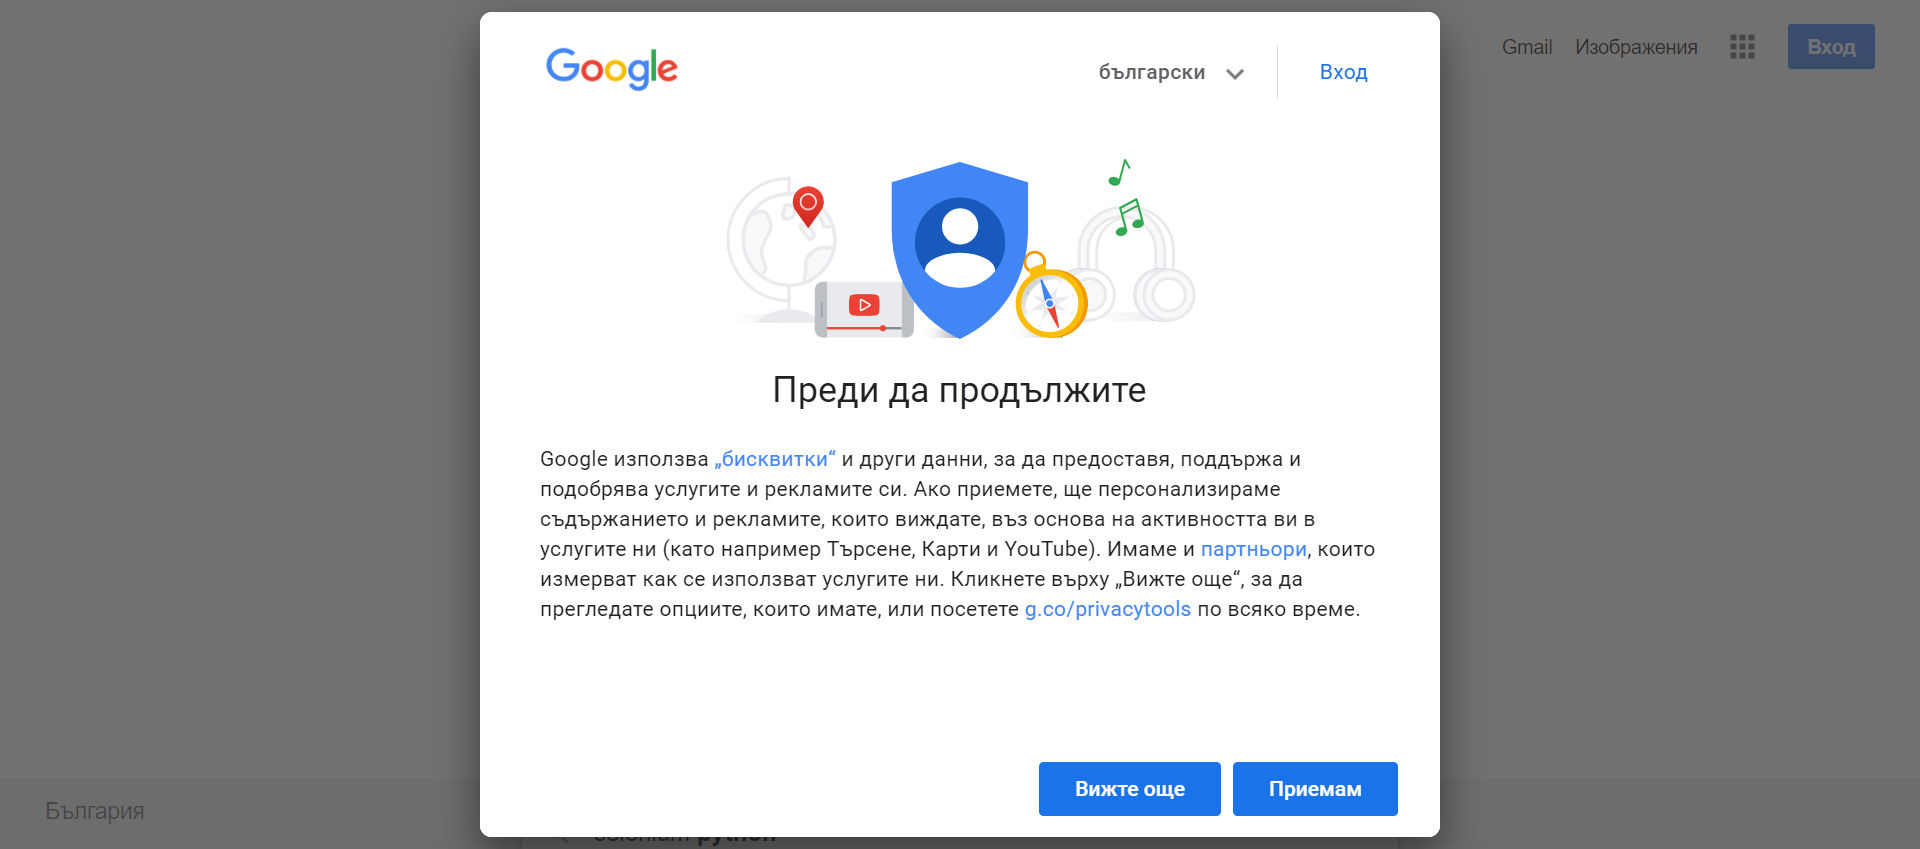 Google
български
Вход
Gmail
Изображения
Вход
Преди да продължите
Google използва „бисквитки“ и други данни, за да предоставя, поддържа и
подобрява услугите и рекламите си. Ако приемете, ще персонализираме
съдържанието и рекламите, които виждате, въз основа на активността ви в
услугите ни (като например Търсене, Карти и YouTube). Имаме и партньори, които
измерват как се използват услугите ни. Кликнете върху „Вижте още“, за да
прегледате опциите, които имате, или посетете g.co/privacytools по всяко време.
Вижте още
Приемам
България
python